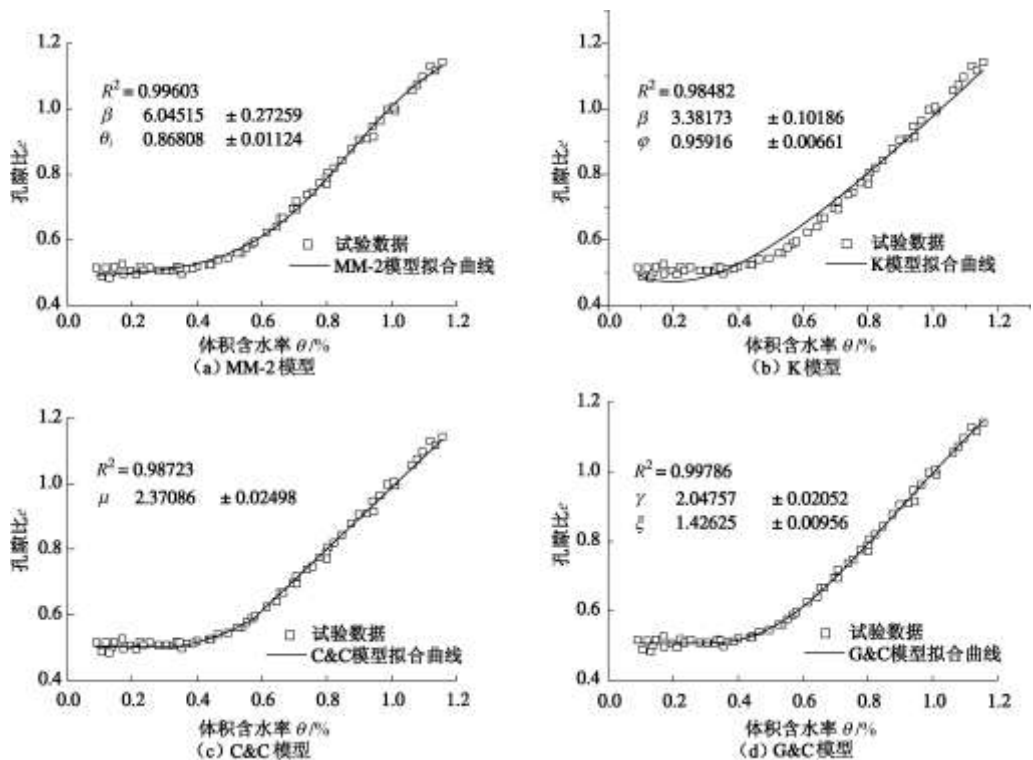 1.2
1.0
0.8
0.6
0.4
0.0 0.2 0.4 0.6 0.8 1.0 1.2
孔隙比e
R²=0.99603
β 6.04515 ±0.27259
θᵢ 0.86808 ±0.01124
试验数据
MM-2模型拟合曲线
体积含水率 θ/%
(a) MM-2模型
1.2
1.0
0.8
0.6
0.4
0.0 0.2 0.4 0.6 0.8 1.0 1.2
孔隙比e
R²=0.98482
β 3.38173 ±0.10186
φ 0.95916 ±0.00661
试验数据
K模型拟合曲线
体积含水率 θ/%
(b) K模型
1.2
1.0
0.8
0.6
0.4
0.0 0.2 0.4 0.6 0.8 1.0 1.2
孔隙比e
R²=0.98723
μ 2.37086 ±0.02498
试验数据
C&C模型拟合曲线
体积含水率 θ/%
(c) C&C模型
1.2
1.0
0.8
0.6
0.4
0.0 0.2 0.4 0.6 0.8 1.0 1.2
孔隙比e
R²=0.99786
γ 2.04757 ±0.02052
ξ 1.42625 ±0.00956
试验数据
G&C模型拟合曲线
体积含水率 θ/%
(d) G&C模型